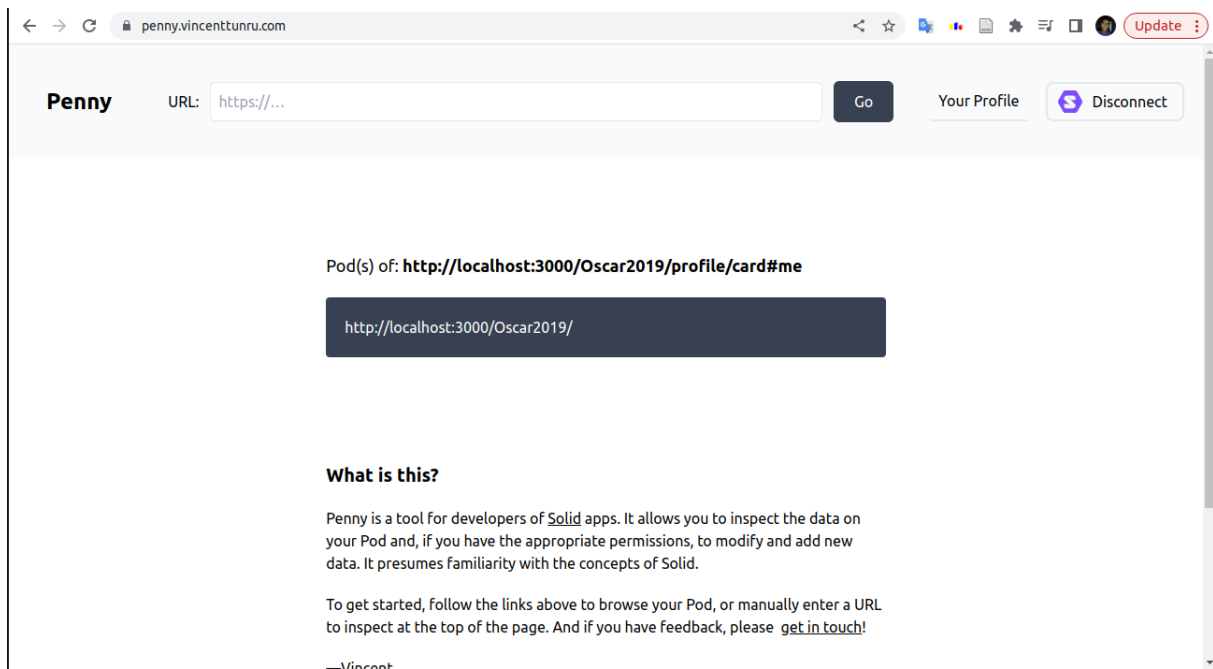 penny.vincenttunru.com
Update
Penny
URL:
https://...
Go
Your Profile
Disconnect
Pod(s) of: http://localhost:3000/Oscar2019/profile/card#me
http://localhost:3000/Oscar2019/
What is this?
Penny is a tool for developers of Solid apps. It allows you to inspect the data on
your Pod and, if you have the appropriate permissions, to modify and add new
data. It presumes familiarity with the concepts of Solid.
To get started, follow the links above to browse your Pod, or manually enter a URL
to inspect at the top of the page. And if you have feedback, please get in touch!
—Vincent